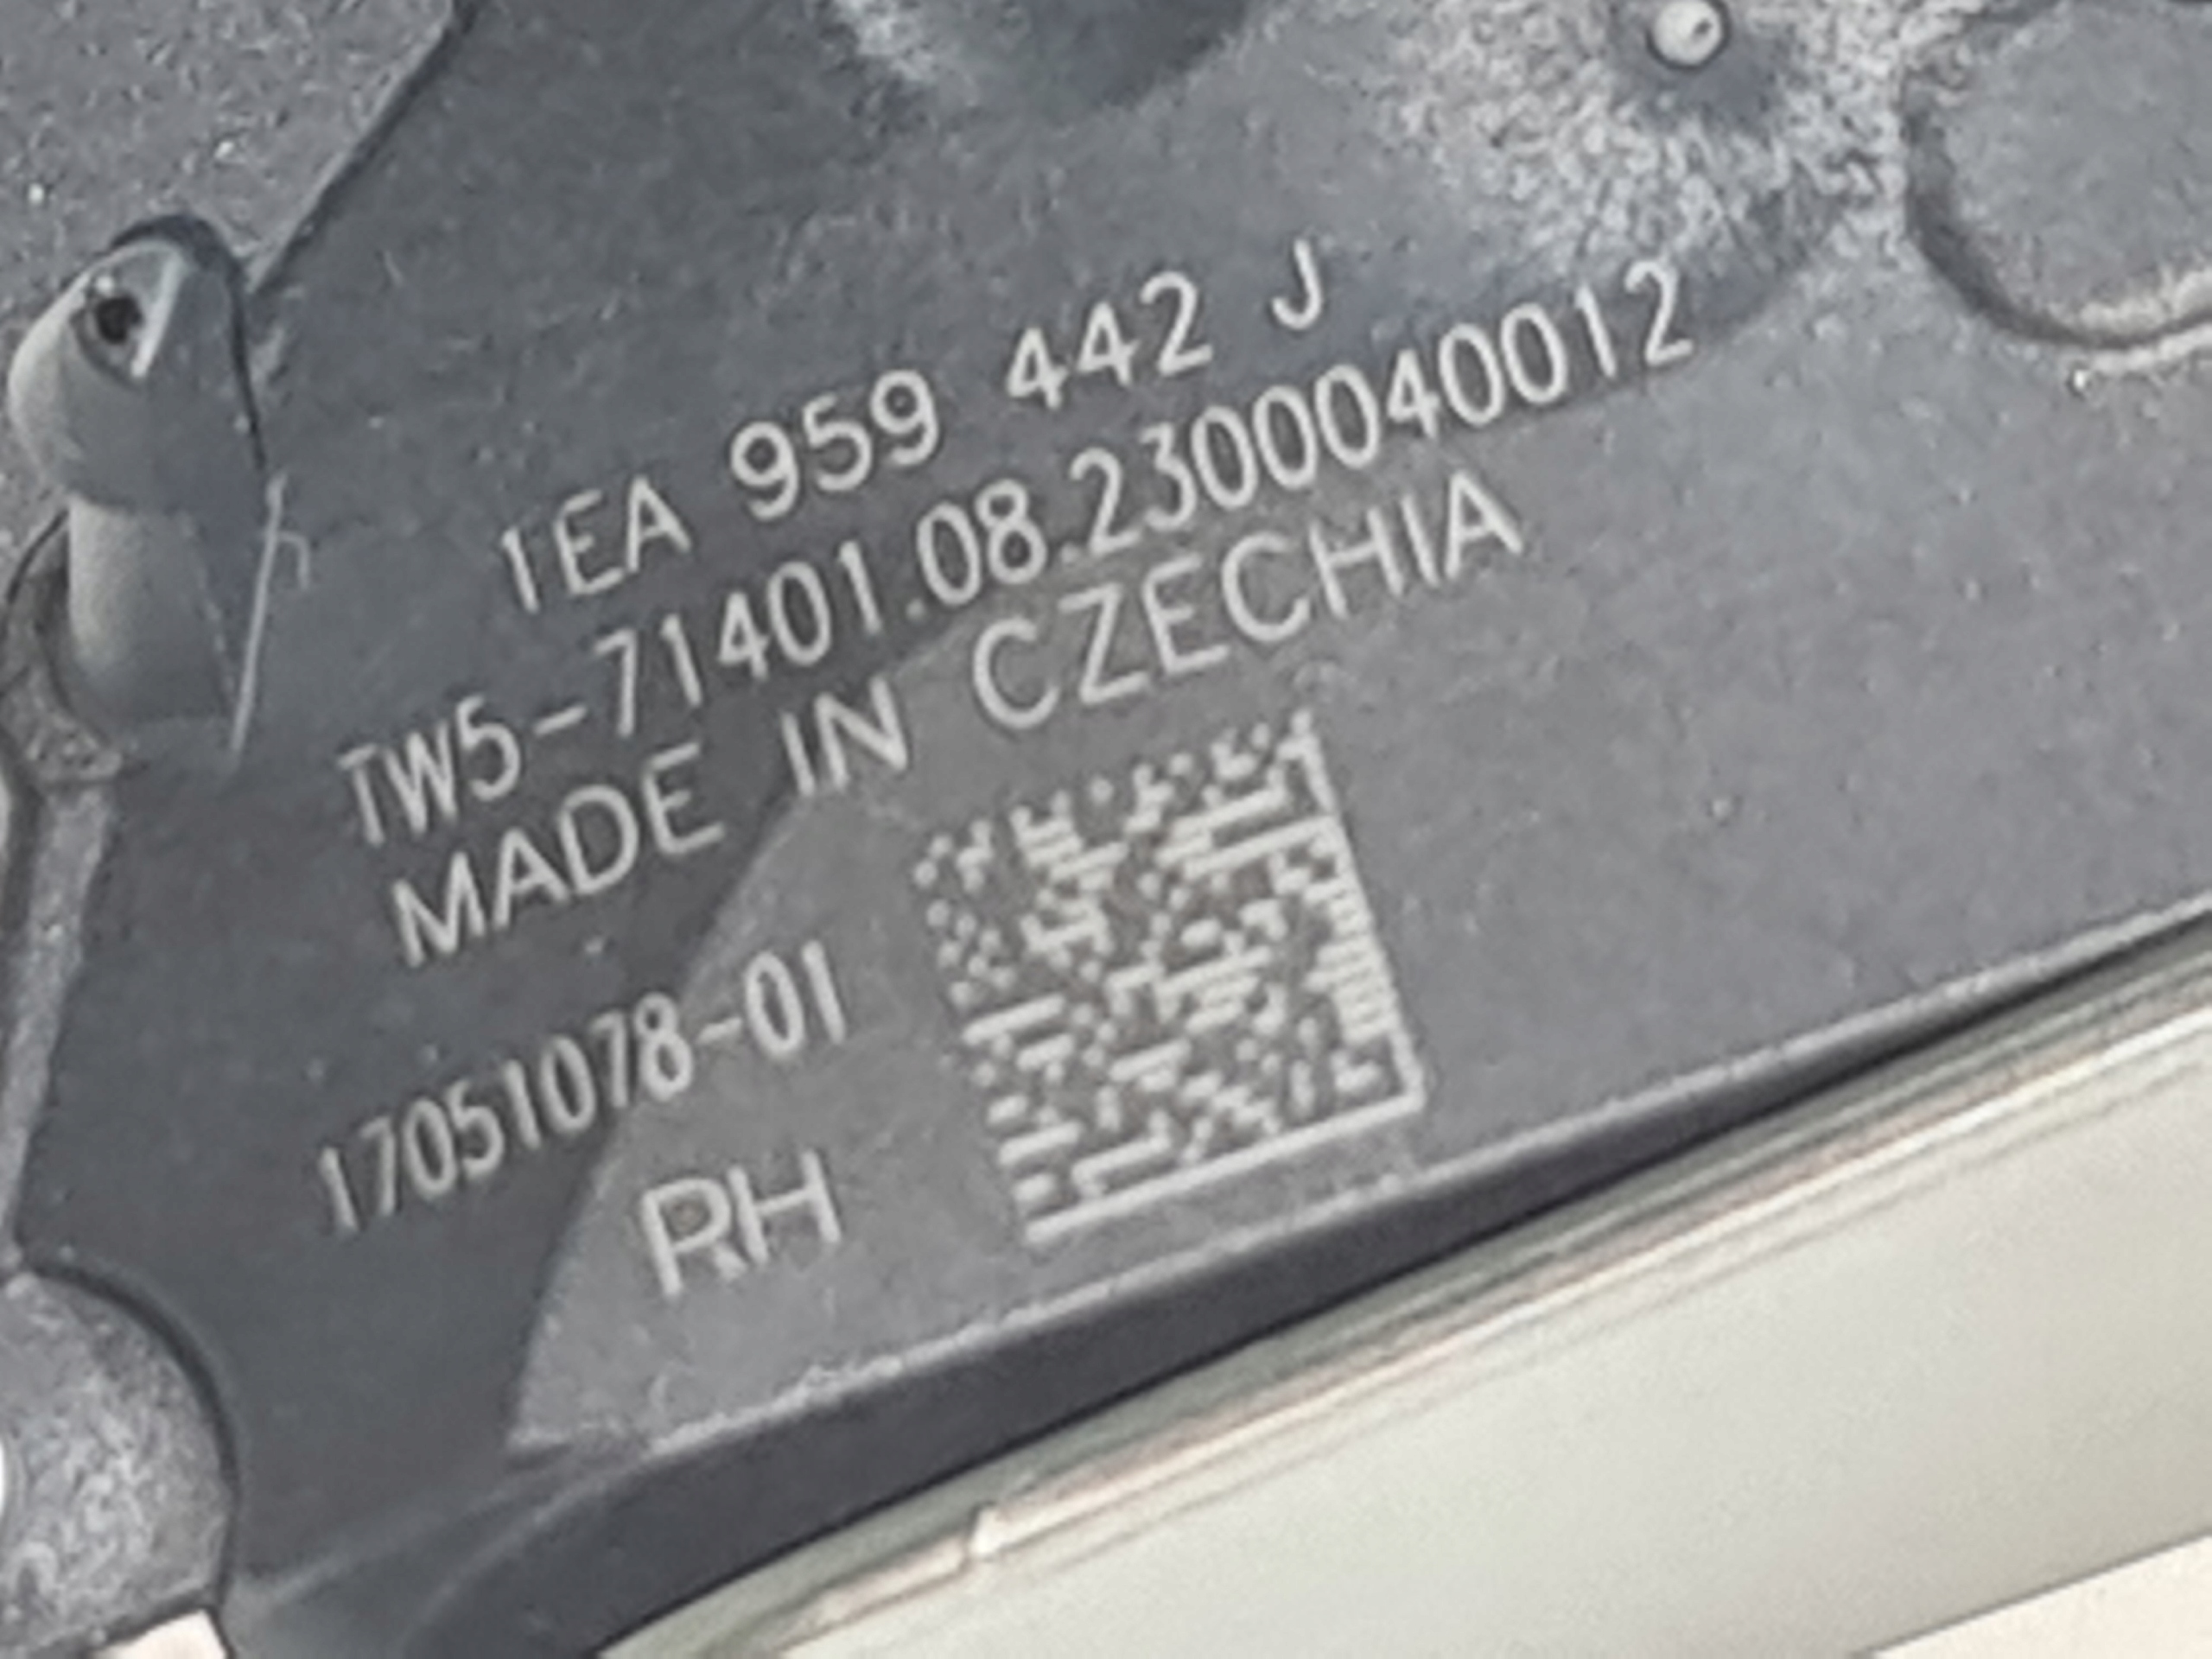 1EA 959 442 J
TW5-71401.08.2300040012
MADE IN CZECHIA
17051078-01
RH